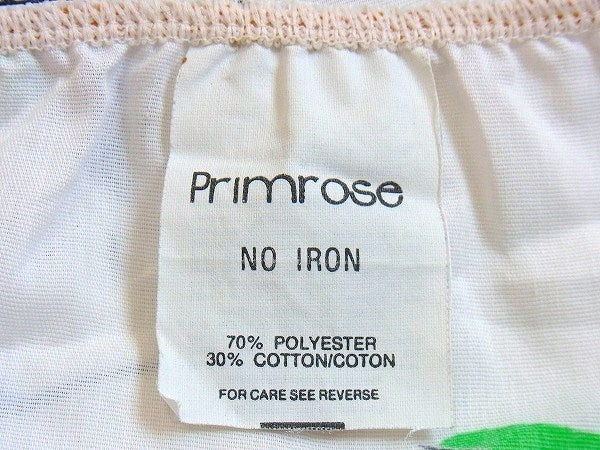 Primrose
NO IRON
70% POLYESTER
30% COTTON/COTON
FOR CARE SEE REVERSE